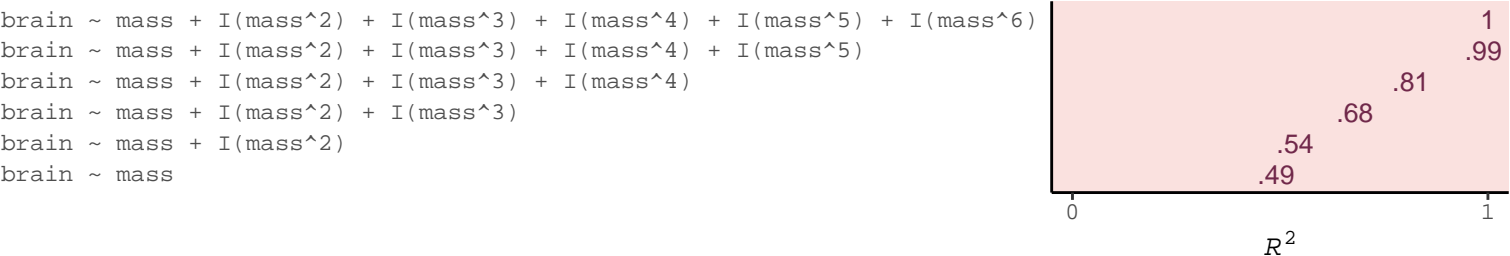 brain ~ mass + I(mass^2) + I(mass^3) + I(mass^4) + I(mass^5) + I(mass^6) 1
brain ~ mass + I(mass^2) + I(mass^3) + I(mass^4) + I(mass^5) .99
brain ~ mass + I(mass^2) + I(mass^3) + I(mass^4) .81
brain ~ mass + I(mass^2) + I(mass^3) .68
brain ~ mass + I(mass^2) .54
brain ~ mass .49
0 1
R²